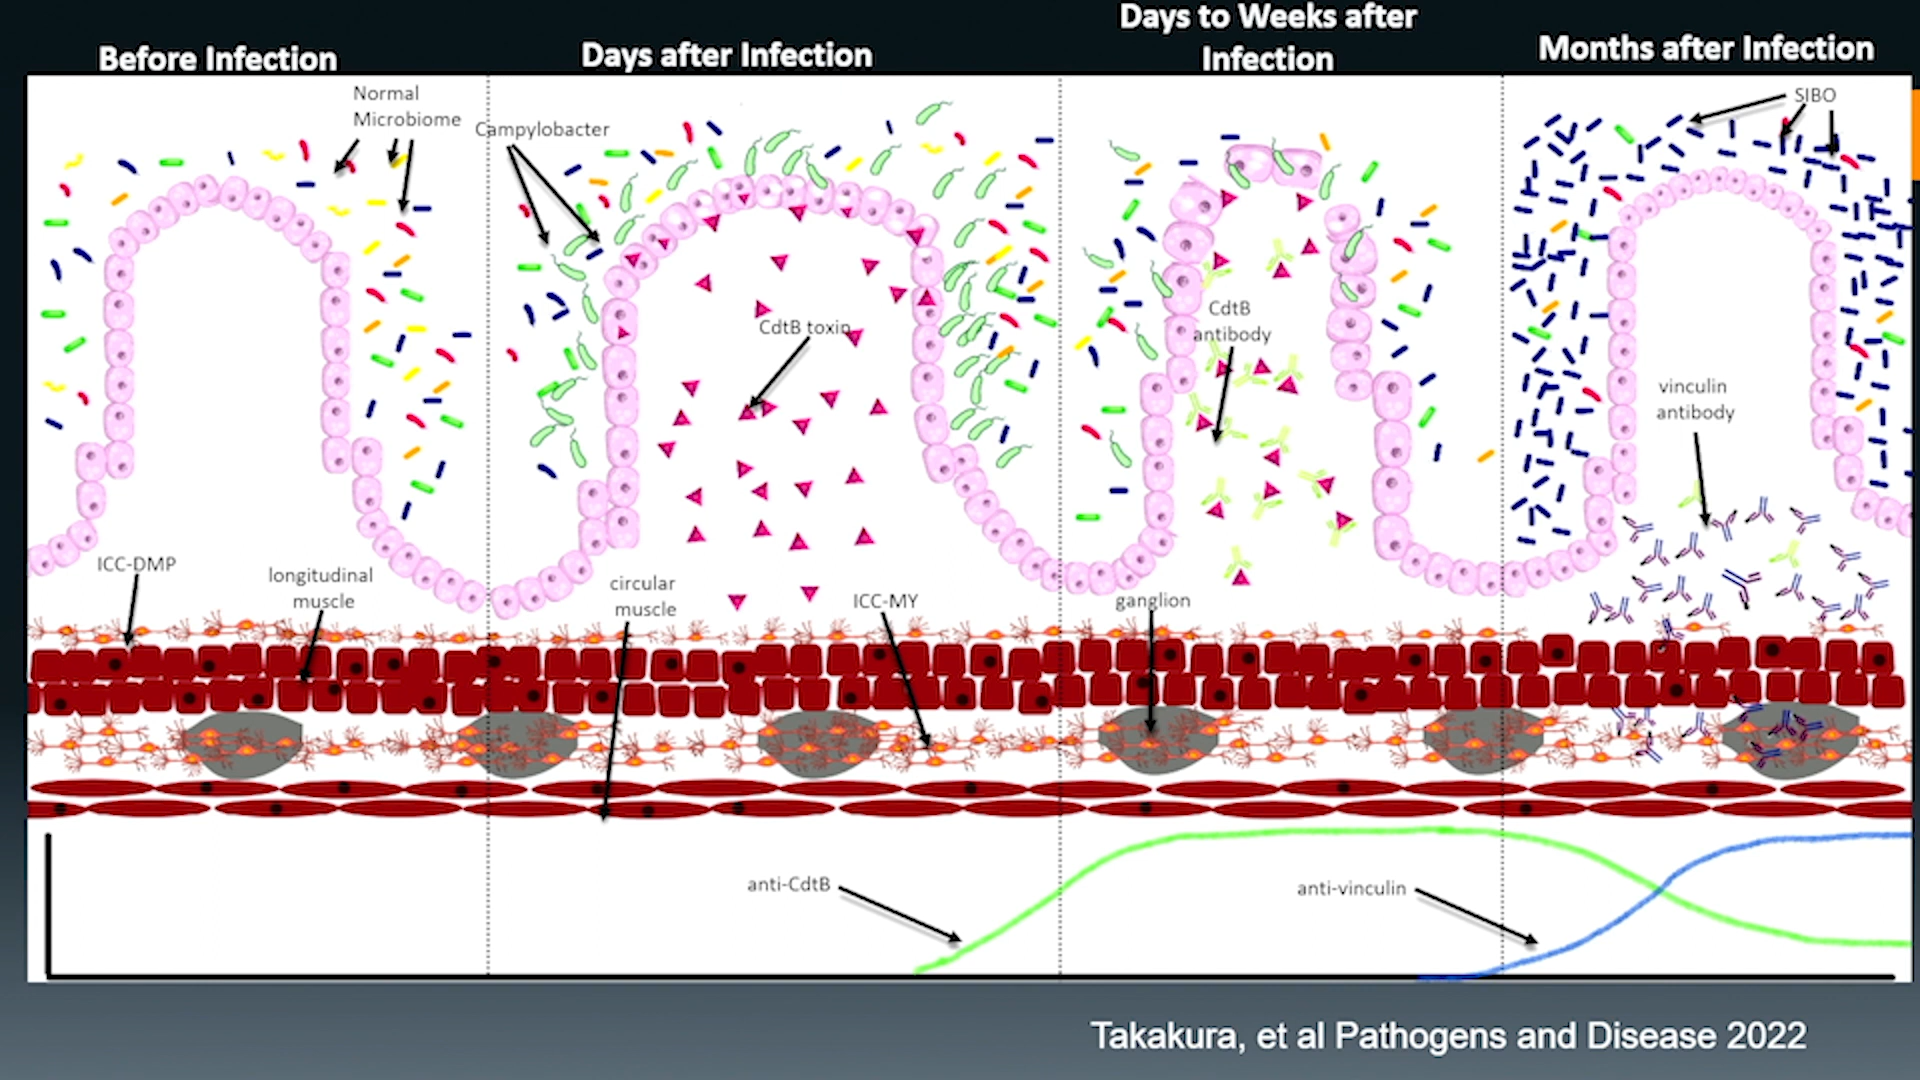 Before Infection
Days after Infection
Days to Weeks after
Infection
Months after Infection
Normal
Microbiome
Campylobacter
SIBO
CdtB toxin
CdtB
antibody
vinculin
antibody
ICC-DMP
longitudinal
muscle
circular
muscle
ICC-MY
ganglion
anti-CdtB
anti-vinculin
Takakura, et al Pathogens and Disease 2022